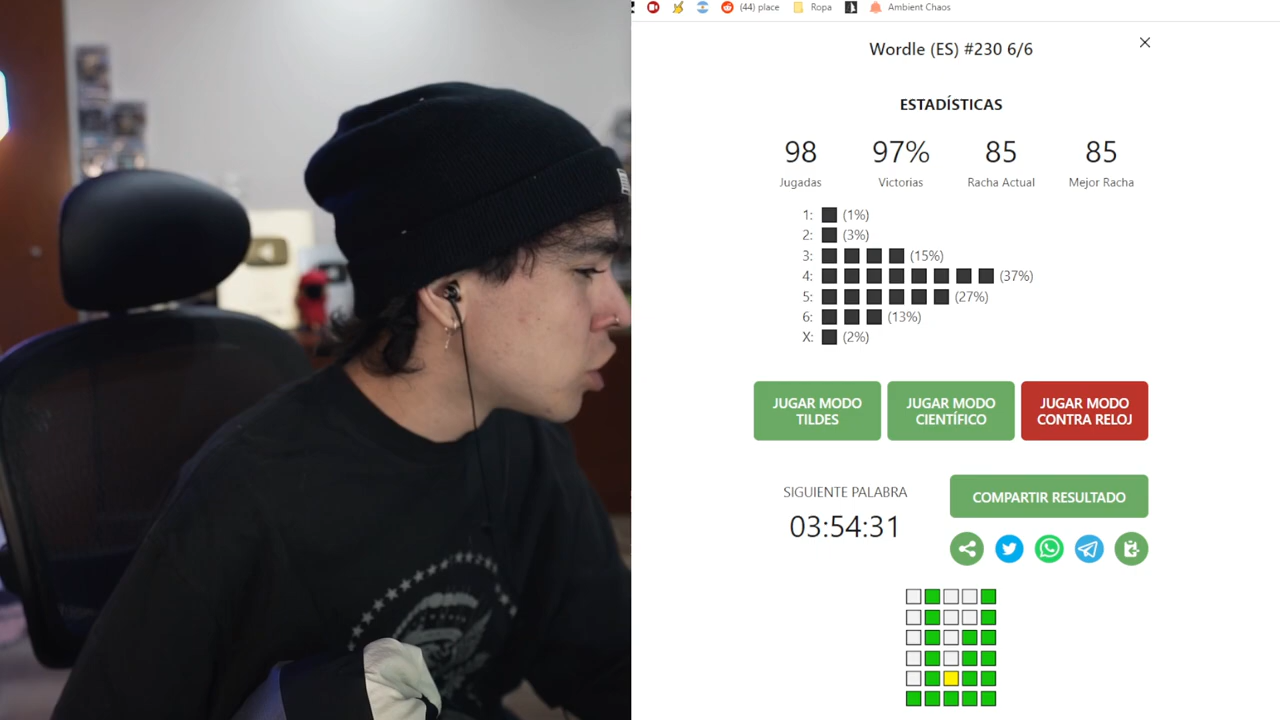 (44) place
Ropa
Ambient Chaos
Wordle (ES) #230 6/6
ESTADÍSTICAS
98
97%
85
85
Jugadas
Victorias
Racha Actual
Mejor Racha
1: (1%)
2: (3%)
3: (15%)
4: (37%)
5: (27%)
6: (13%)
X: (2%)
JUGAR MODO
TILDES
JUGAR MODO
CIENTÍFICO
JUGAR MODO
CONTRA RELOJ
SIGUIENTE PALABRA
03:54:31
COMPARTIR RESULTADO